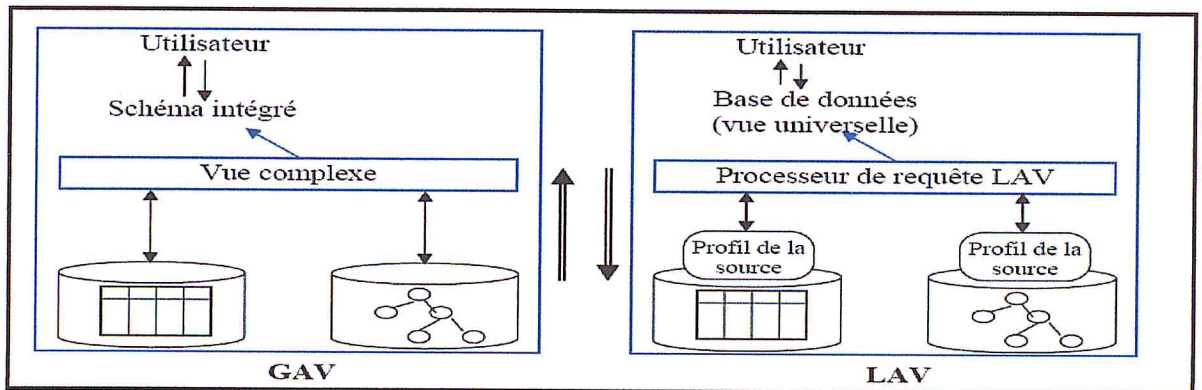 Utilisateur
Schéma intégré
Vue complexe
GAV
Utilisateur
Base de données
(vue universelle)
Processeur de requête LAV
Profil de la
source
Profil de la
source
LAV